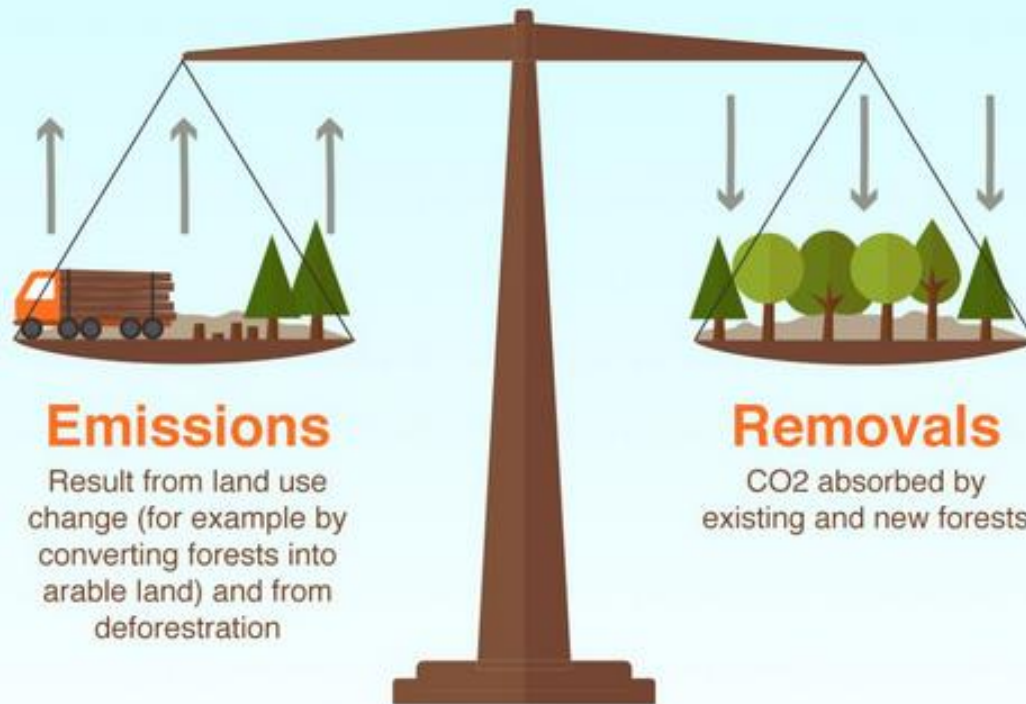 Emissions
Result from land use
change (for example by
converting forests into
arable land) and from
deforestration
Removals
CO2 absorbed by
existing and new forests